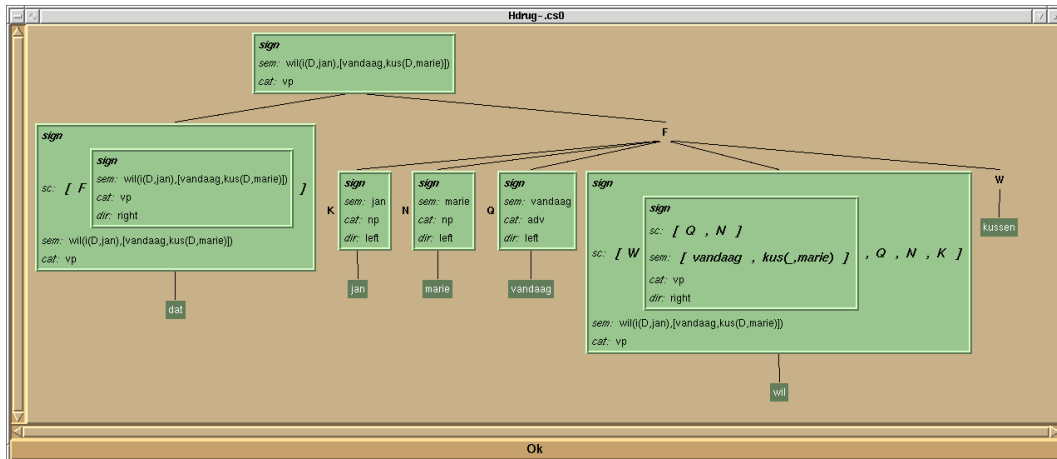 Hdrug-.cs0
sign
sem: wil(i(D,jan),[vandaag,kus(D,marie)])
cat: vp
sign
sc: [ F
sign
sem: wil(i(D,jan),[vandaag,kus(D,marie)])
cat: vp
dir: right
]
sem: wil(i(D,jan),[vandaag,kus(D,marie)])
cat: vp
dat
F
K
sign
sem: jan
cat: np
dir: left
jan
N
sign
sem: marie
cat: np
dir: left
marie
Q
sign
sem: vandaag
cat: adv
dir: left
vandaag
sign
sc: [ W
sign
sc: [ Q , N ]
sem: [ vandaag , kus(_,marie) ]
cat: vp
dir: right
, Q , N , K ]
sem: wil(i(D,jan),[vandaag,kus(D,marie)])
cat: vp
wil
W
kussen
Ok